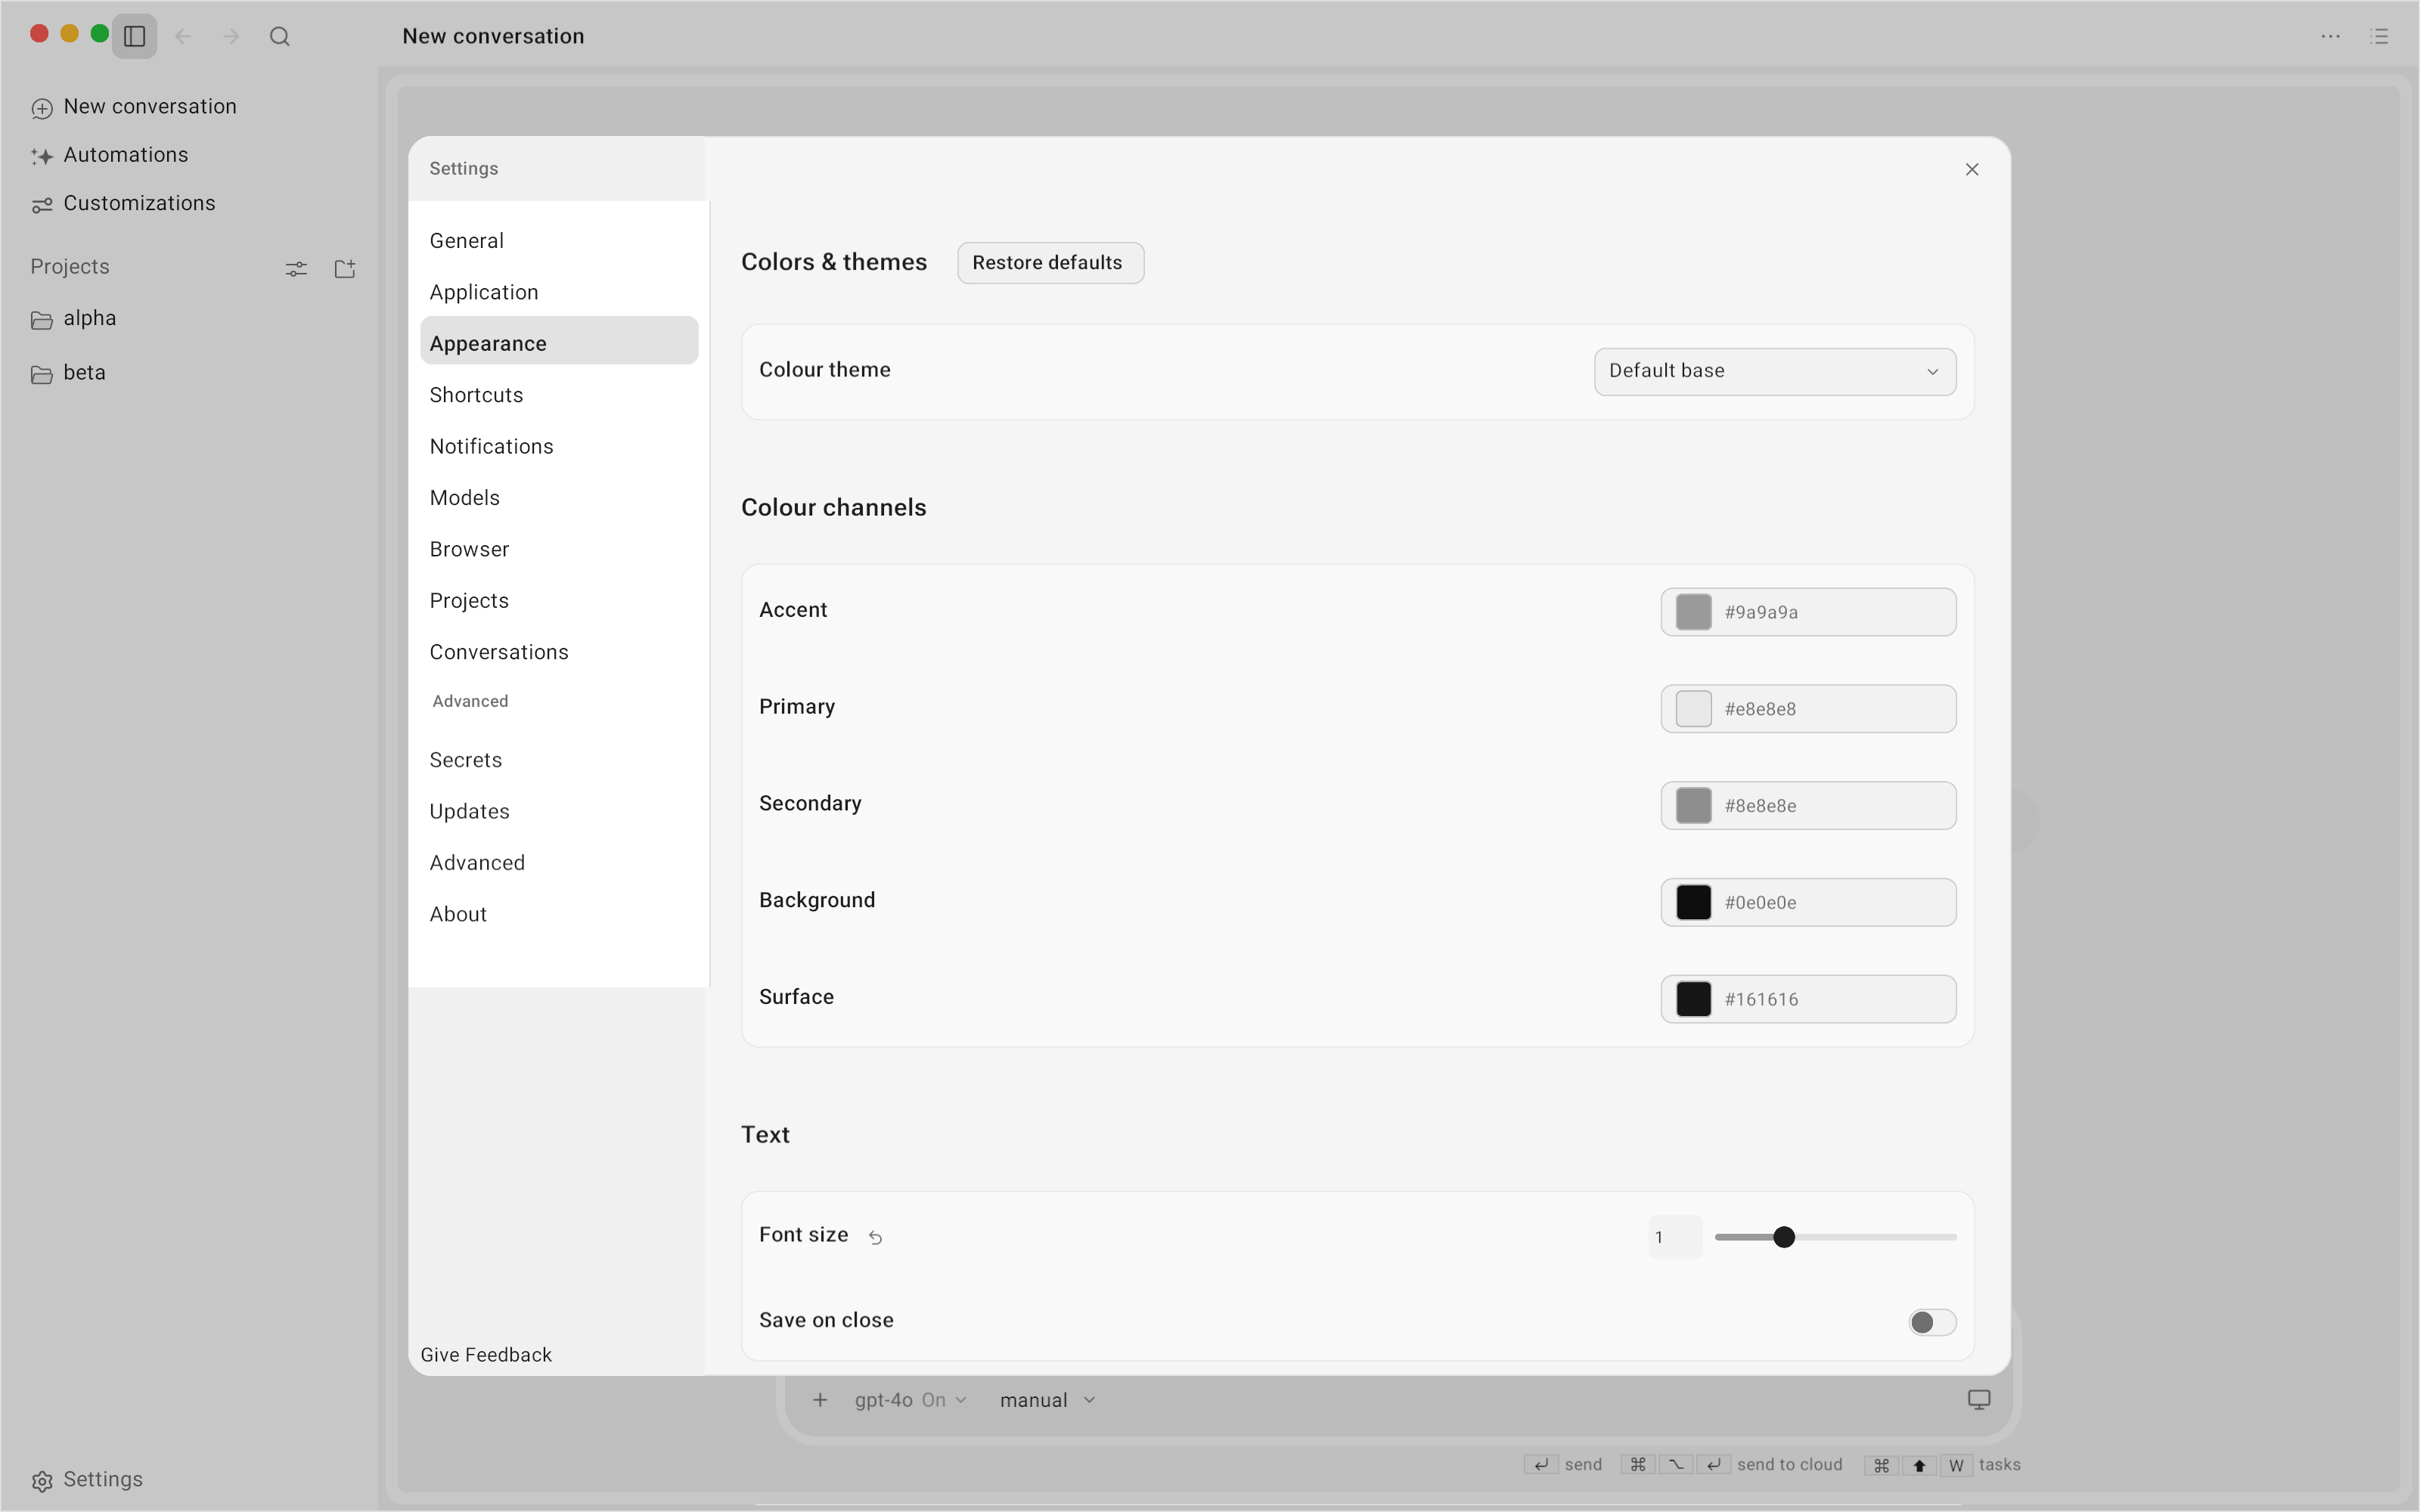 New conversation
New conversation
Automations
Customizations
Projects
alpha
beta
Settings
Settings
General
Application
Appearance
Shortcuts
Notifications
Models
Browser
Projects
Conversations
Advanced
Secrets
Updates
Advanced
About
Give Feedback
Colors & themes
Restore defaults
Colour theme
Default base
Colour channels
Accent
#9a9a9a
Primary
#e8e8e8
Secondary
#8e8e8e
Background
#0e0e0e
Surface
#161616
Text
Font size
1
Save on close
gpt-4o On
manual
send
send to cloud
W tasks